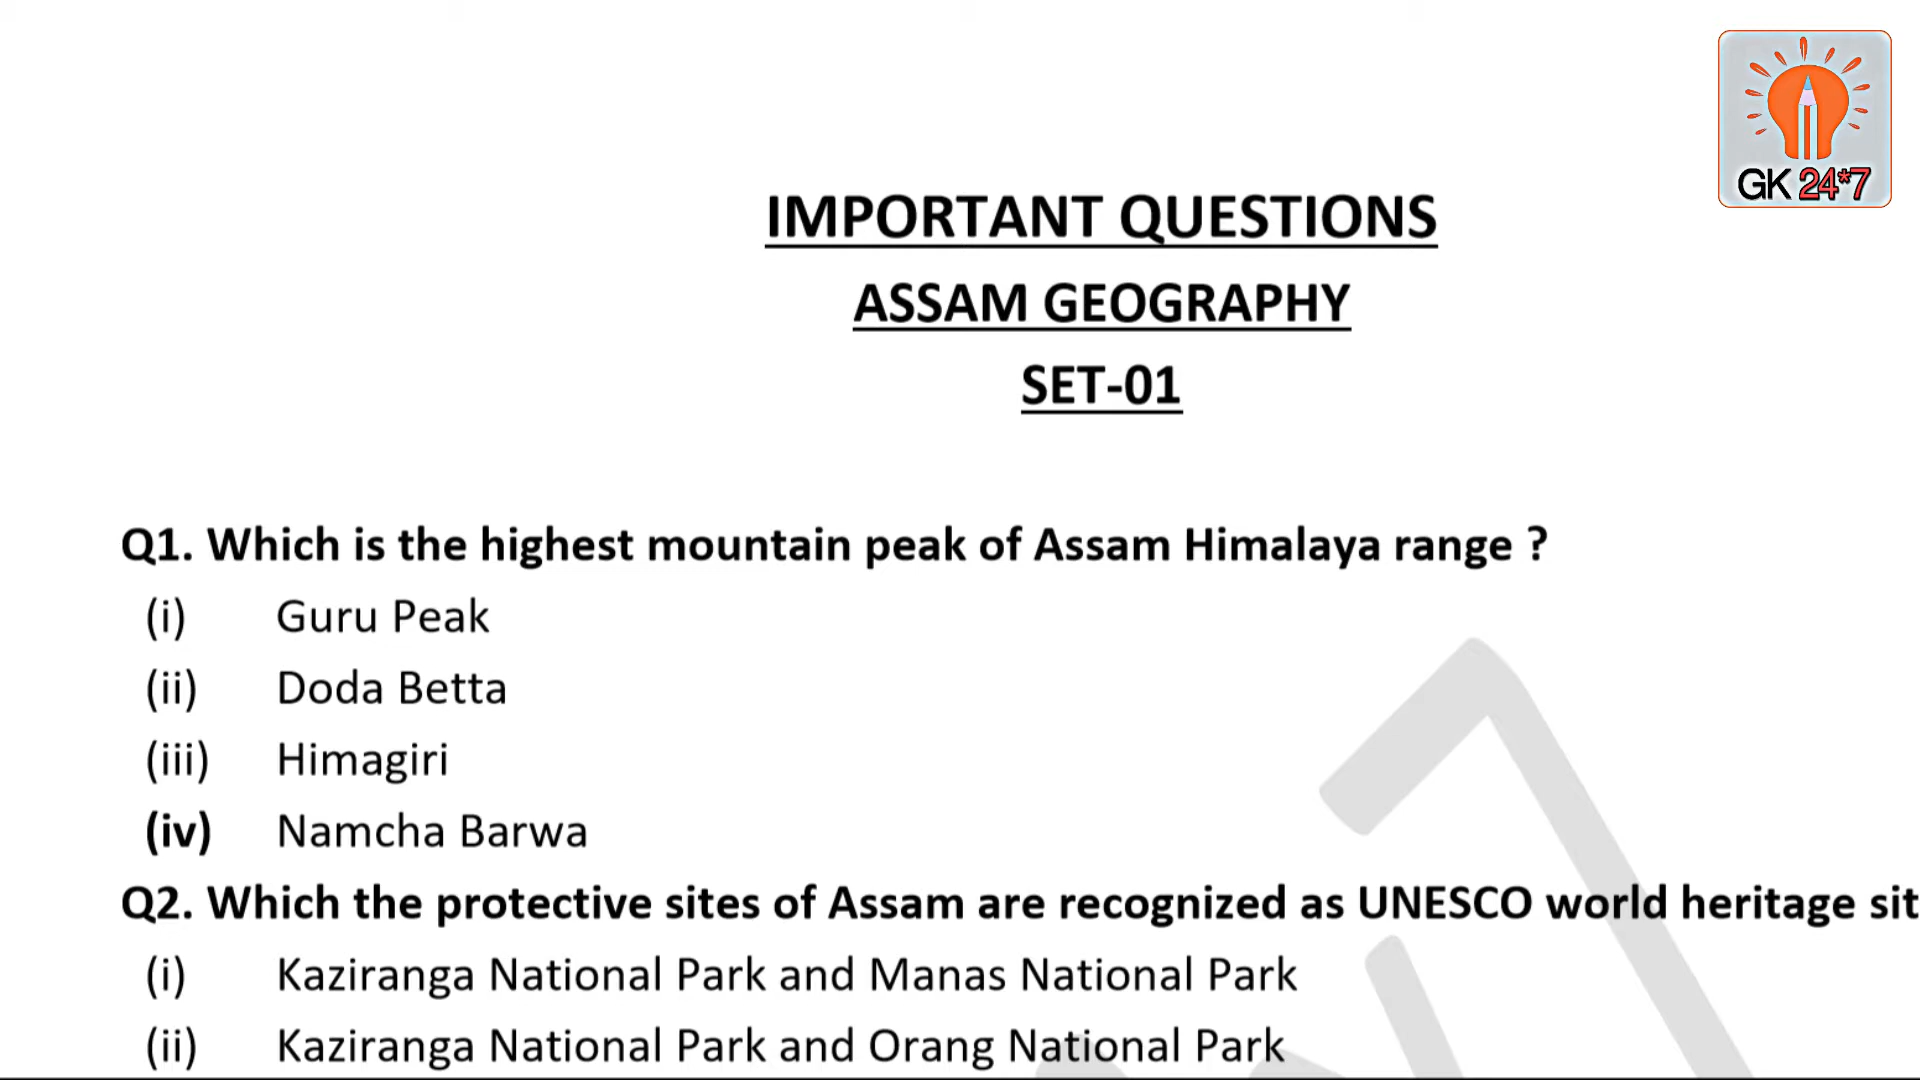 GK 24*7
IMPORTANT QUESTIONS
ASSAM GEOGRAPHY
SET-01
Q1. Which is the highest mountain peak of Assam Himalaya range ?
(i) Guru Peak
(ii) Doda Betta
(iii) Himagiri
(iv) Namcha Barwa
Q2. Which the protective sites of Assam are recognized as UNESCO world heritage sit
(i) Kaziranga National Park and Manas National Park
(ii) Kaziranga National Park and Orang National Park